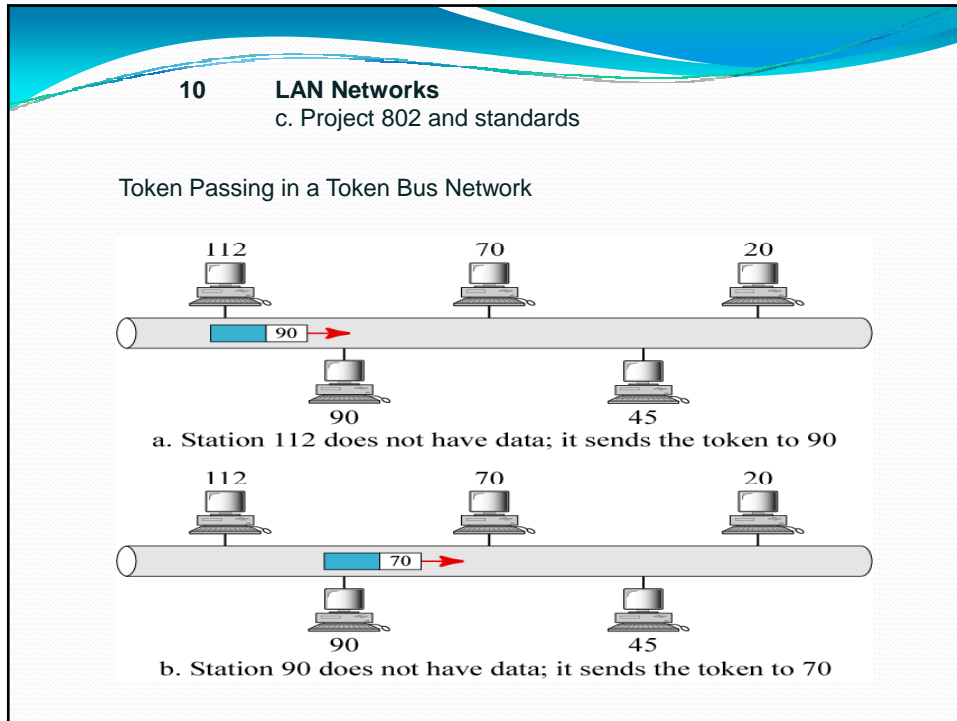 10 LAN Networks
c. Project 802 and standards
Token Passing in a Token Bus Network
112 70 20
90
90 45
a. Station 112 does not have data; it sends the token to 90
112 70 20
70
90 45
b. Station 90 does not have data; it sends the token to 70